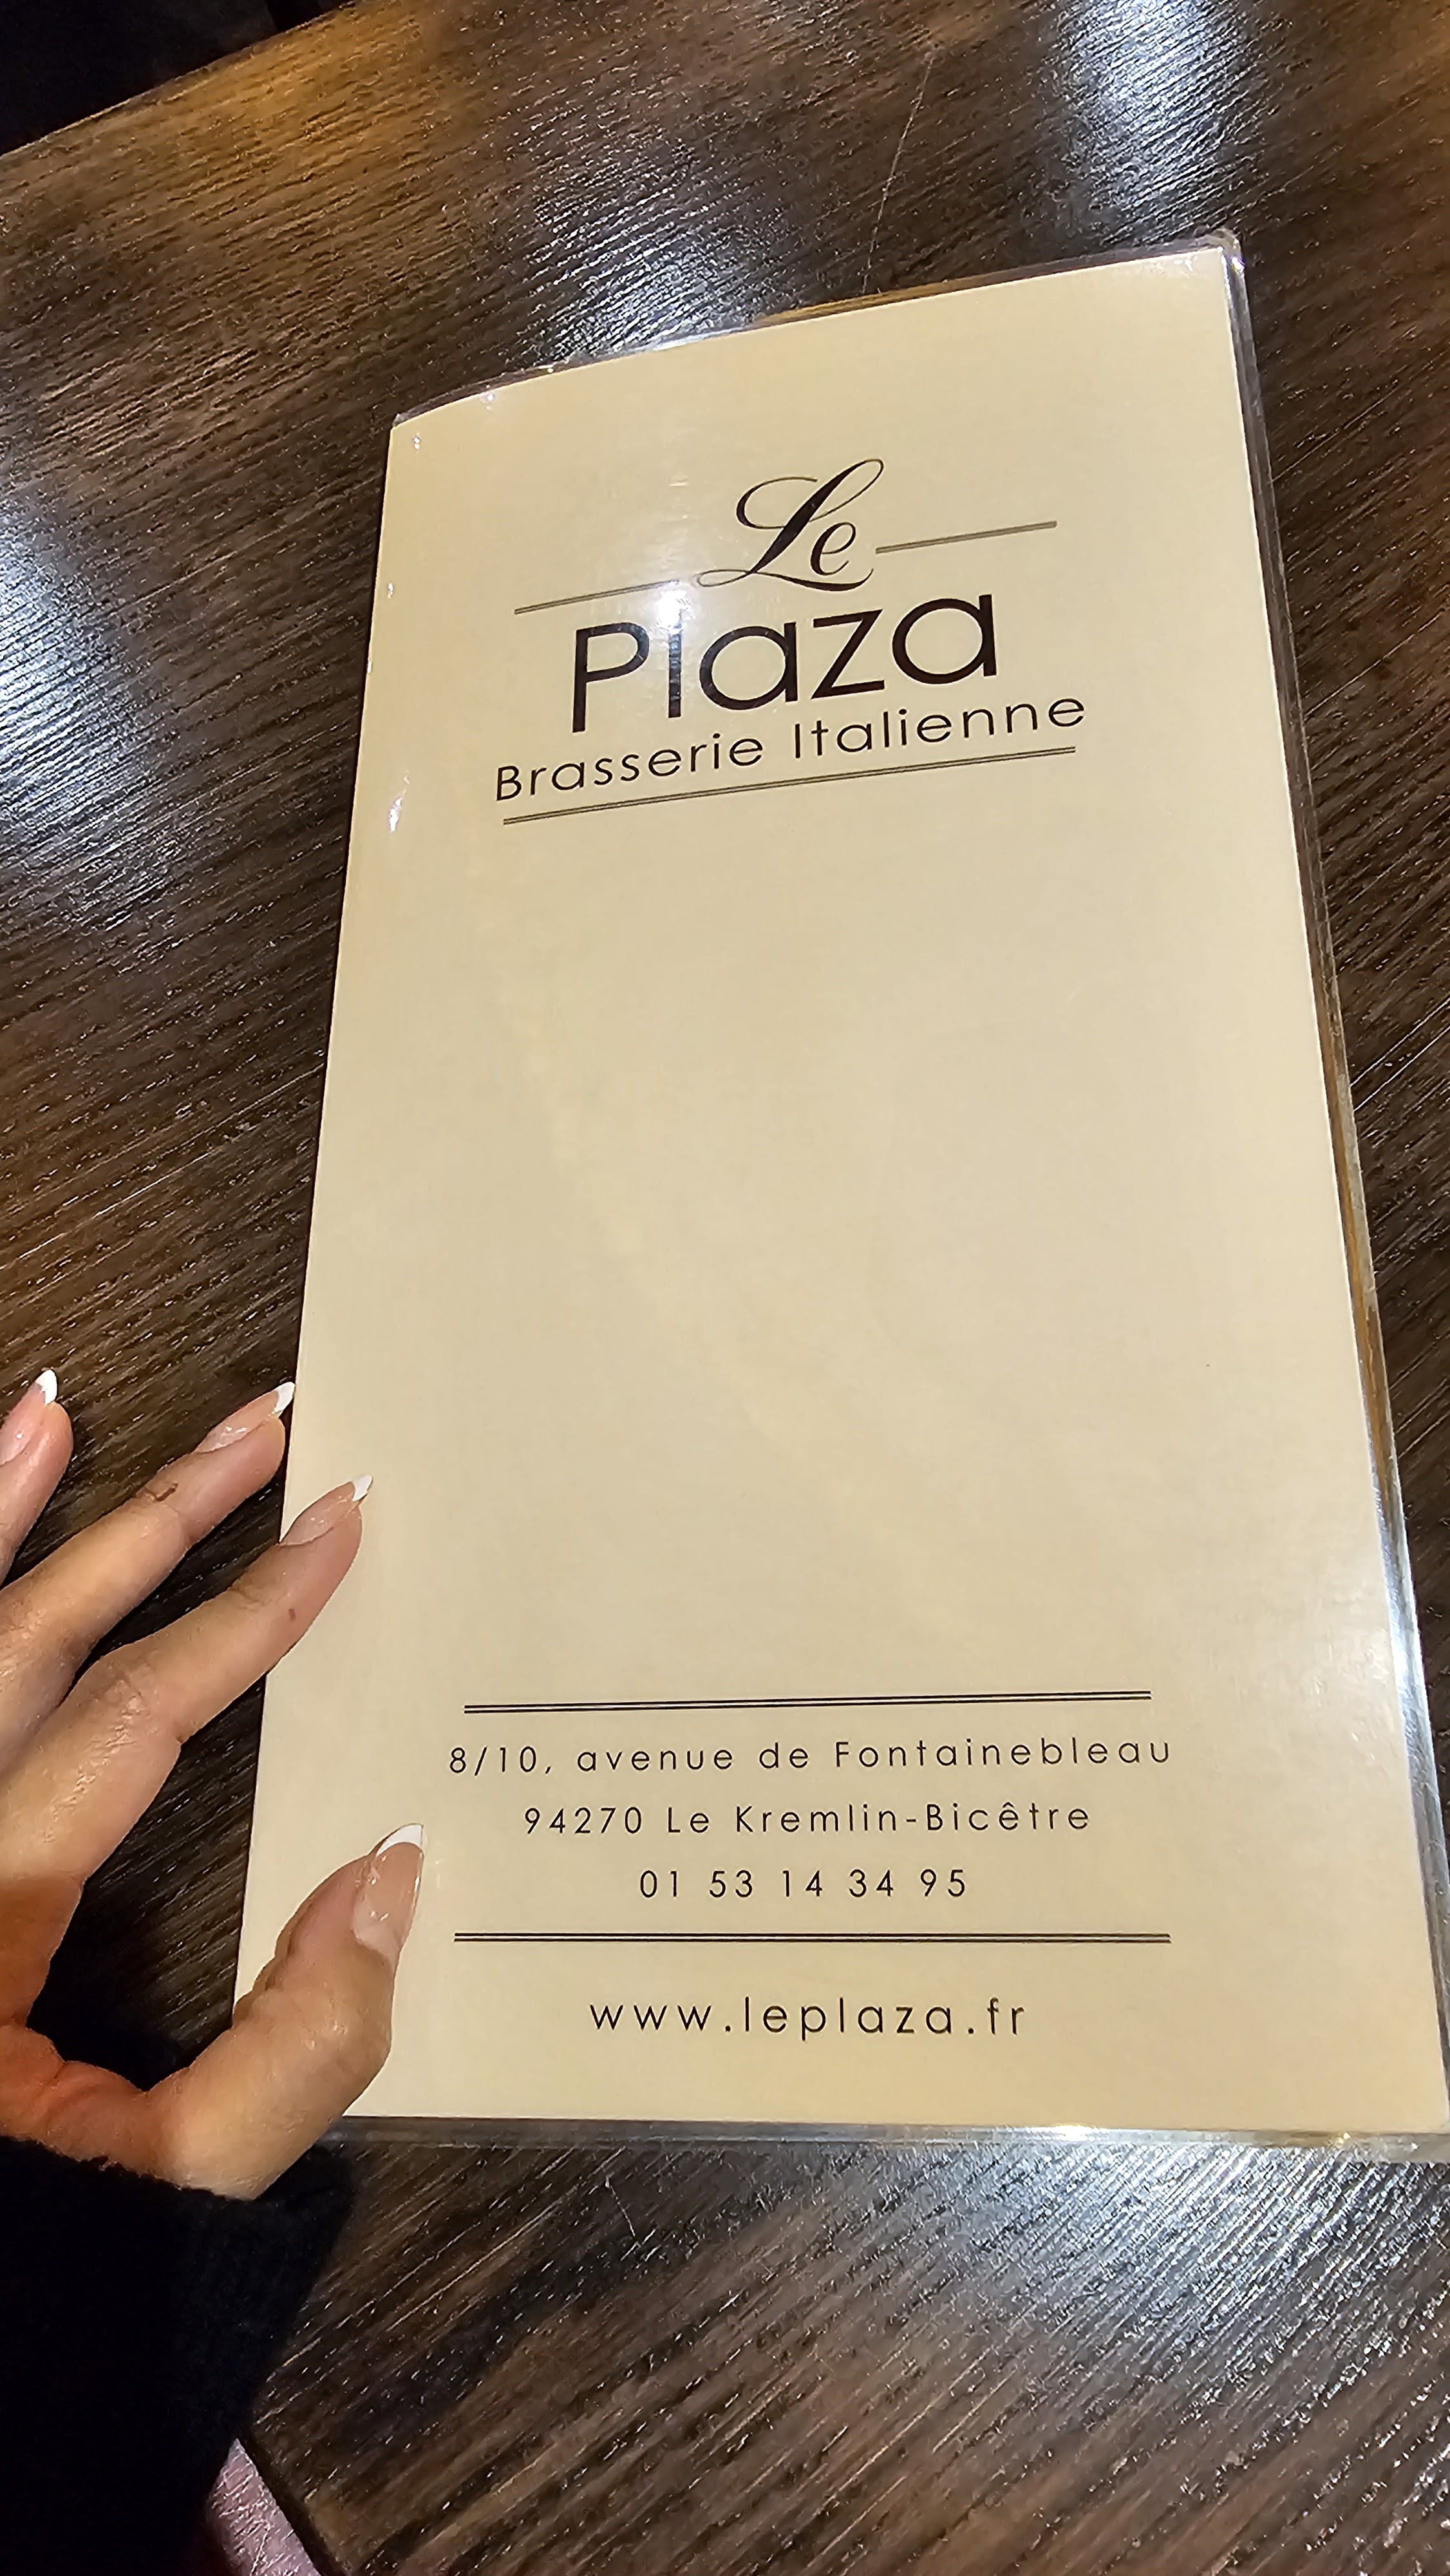 Le
Plaza
Brasserie Italienne
8/10, avenue de Fontainebleau
94270 Le Kremlin-Bicêtre
01 53 14 34 95
www.leplaza.fr